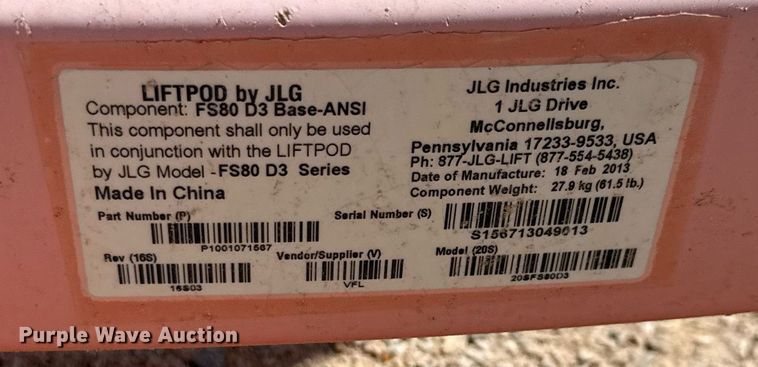 LIFTPOD by JLG
Component: FS80 D3 Base-ANSI
This component shall only be used
in conjunction with the LIFTPOD
by JLG Model - FS80 D3 Series
Made In China
JLG Industries Inc.
1 JLG Drive
McConnellsburg,
Pennsylvania 17233-9533, USA
Ph: 877-JLG-LIFT (877-554-5438)
Date of Manufacture: 18 Feb 2013
Component Weight: 27.9 kg (61.5 lb.)
Part Number (P)
P1001071567
Serial Number (S)
S156713049013
Rev (16S)
16S03
Vendor/Supplier (V)
VFL
Model (20S)
20SFS80D3
Purple Wave Auction